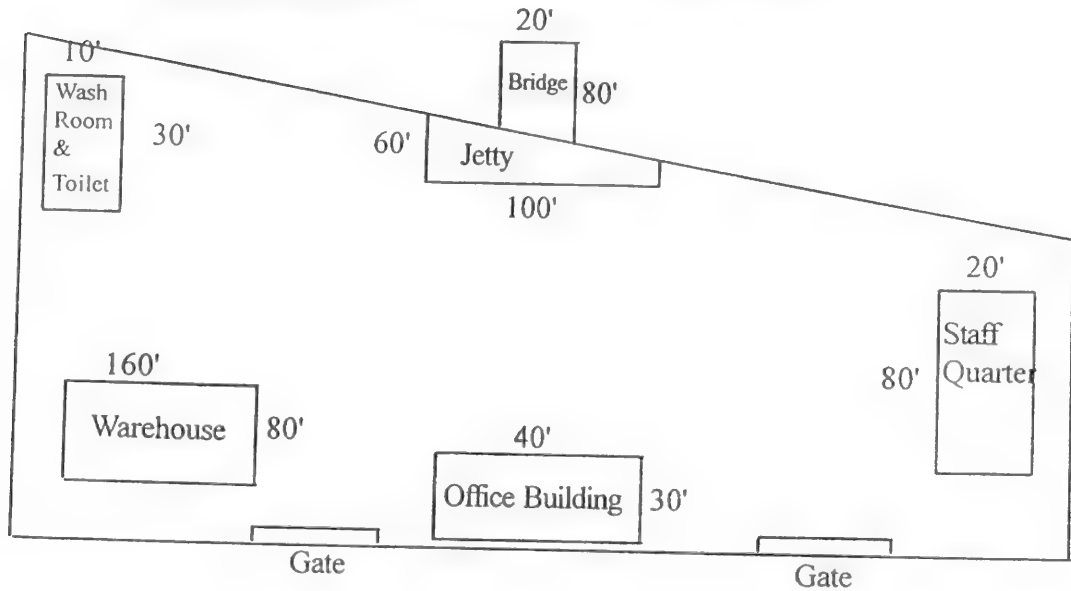 20'
10'
Bridge
80'
Wash
Room
&
Toilet
30'
60'
Jetty
100'
20'
Staff
Quarter
80'
160'
Warehouse
80'
40'
Office Building
30'
Gate
Gate